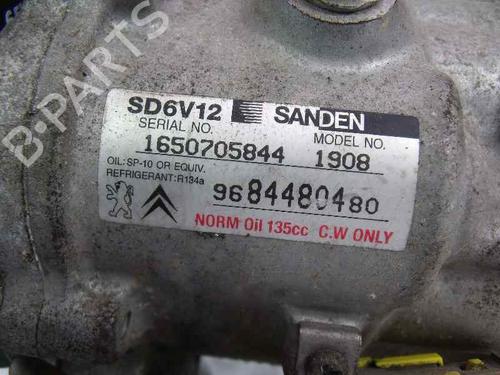 SD6V12 SANDEN
SERIAL NO. MODEL NO.
1650705844 1908
OIL: SP-10 OR EQUIV.
REFRIGERANT: R134a
9684480480
NORM Oil 135cc C.W ONLY
B-PARTS